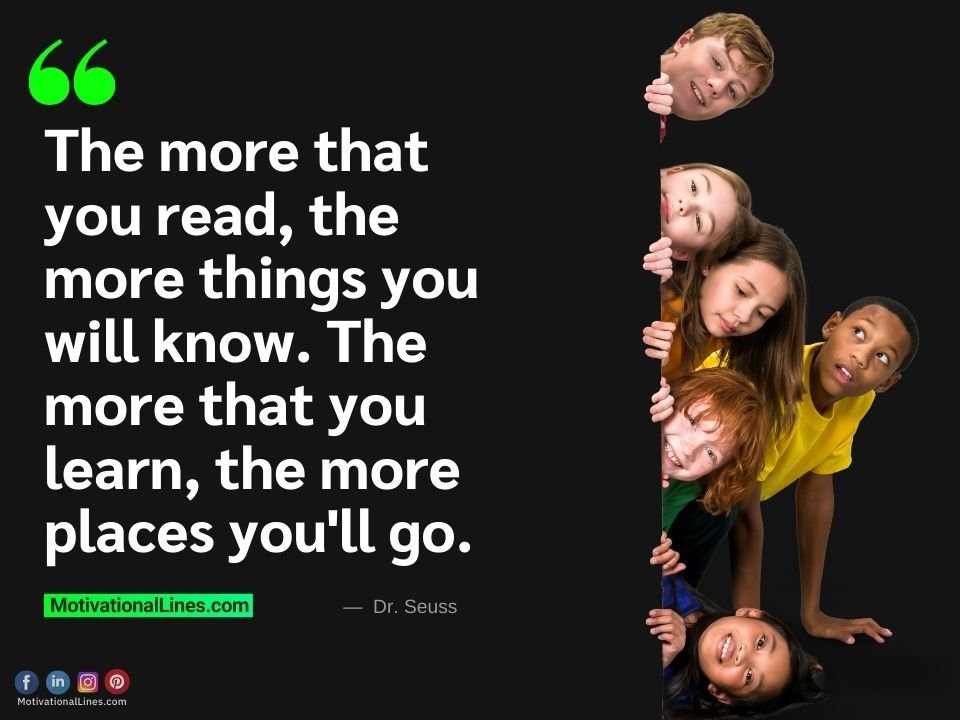 The more that
you read, the
more things you
will know. The
more that you
learn, the more
places you'll go.
MotivationalLines.com
— Dr. Seuss
MotivationalLines.com